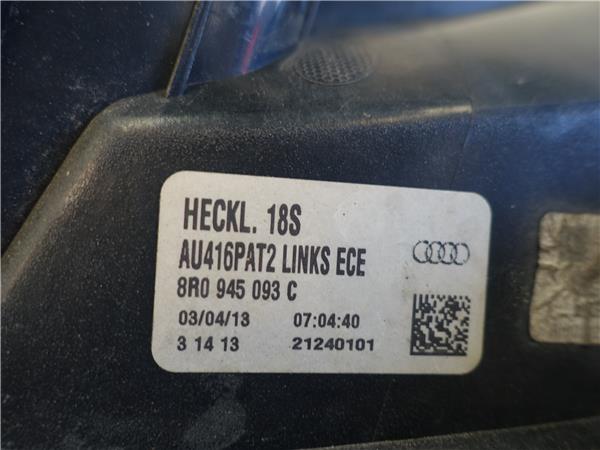 HECKL. 18S
AU416PAT2 LINKS ECE
8R0 945 093 C
03/04/13 07:04:40
3 14 13 21240101